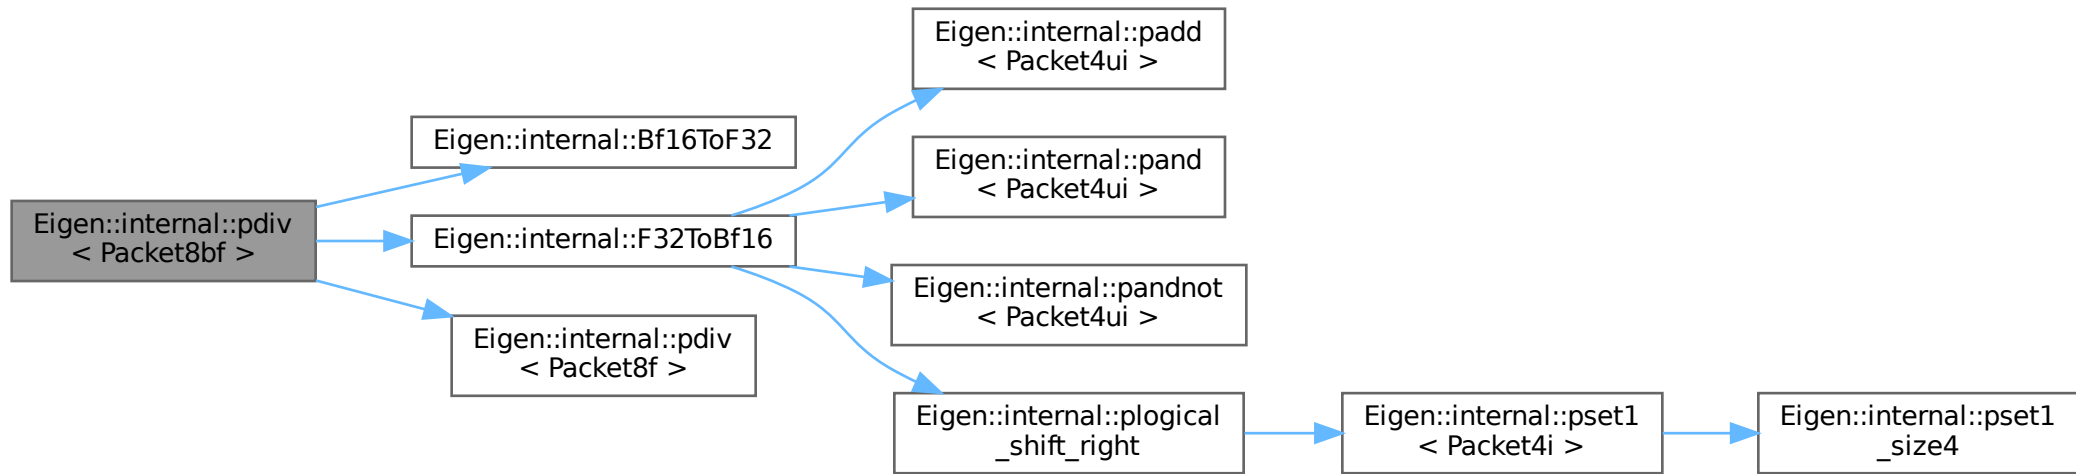 Eigen::internal::pdiv
< Packet8bf >
Eigen::internal::Bf16ToF32
Eigen::internal::F32ToBf16
Eigen::internal::pdiv
< Packet8f >
Eigen::internal::padd
< Packet4ui >
Eigen::internal::pand
< Packet4ui >
Eigen::internal::pandnot
< Packet4ui >
Eigen::internal::plogical
_shift_right
Eigen::internal::pset1
< Packet4i >
Eigen::internal::pset1
_size4